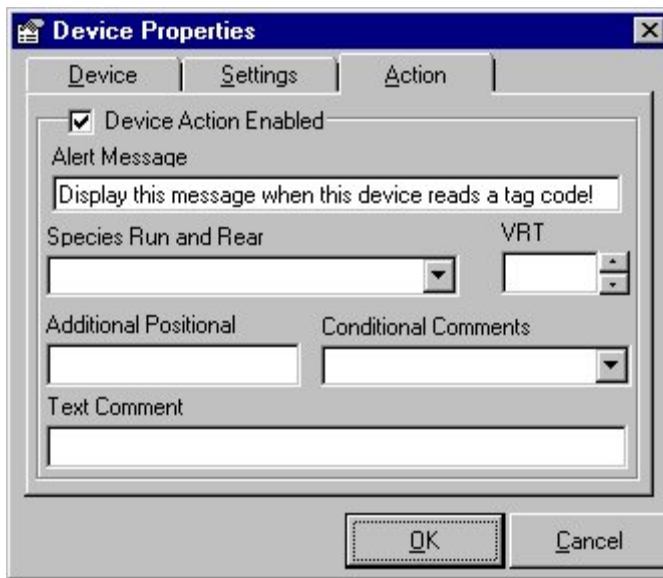 Device Properties
Device Settings Action
Device Action Enabled
Alert Message
Display this message when this device reads a tag code!
Species Run and Rear VRT
Additional Positional Conditional Comments
Text Comment
OK Cancel